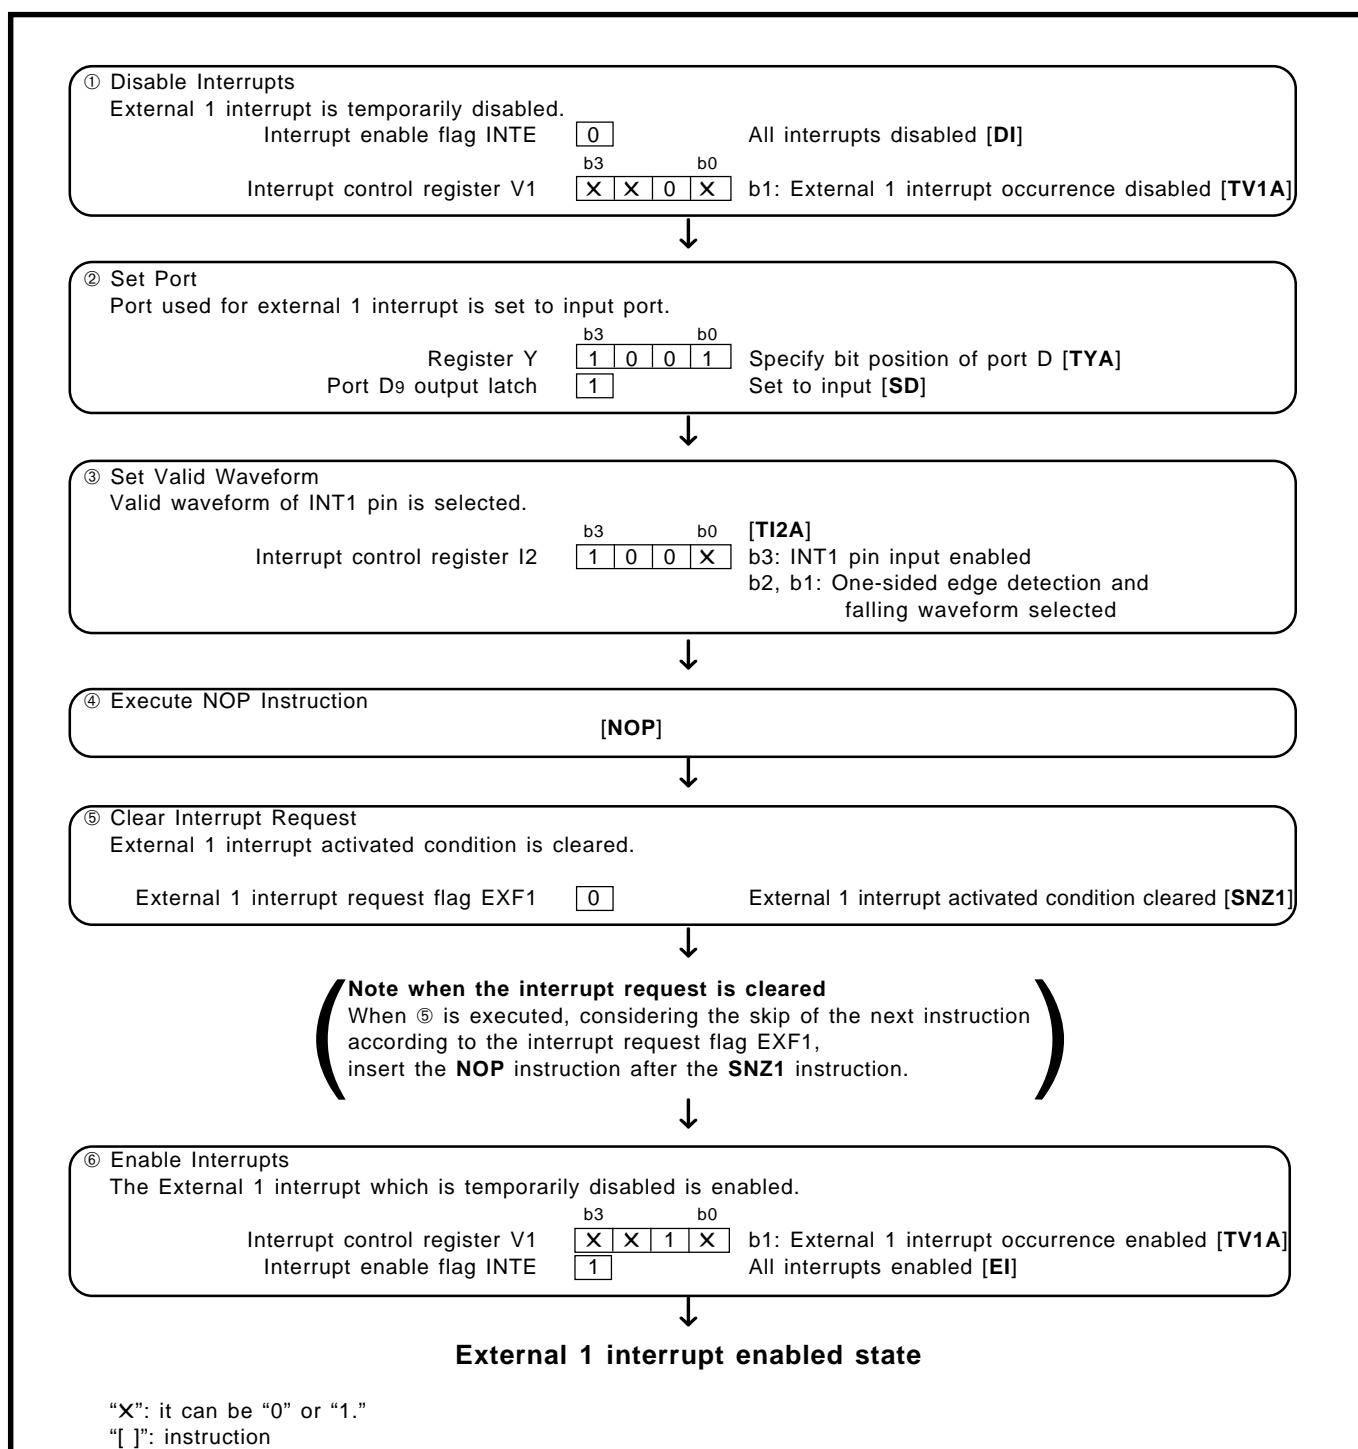 ① Disable Interrupts
External 1 interrupt is temporarily disabled.
Interrupt enable flag INTE 0 All interrupts disabled [DI]
b3 b0
Interrupt control register V1 X X 0 X b1: External 1 interrupt occurrence disabled [TV1A]
↓
② Set Port
Port used for external 1 interrupt is set to input port.
b3 b0
Register Y 1 0 0 1 Specify bit position of port D [TYA]
Port D9 output latch 1 Set to input [SD]
↓
③ Set Valid Waveform
Valid waveform of INT1 pin is selected.
b3 b0 [TI2A]
Interrupt control register I2 1 0 0 X b3: INT1 pin input enabled
b2, b1: One-sided edge detection and
falling waveform selected
↓
④ Execute NOP Instruction
[NOP]
↓
⑤ Clear Interrupt Request
External 1 interrupt activated condition is cleared.
External 1 interrupt request flag EXF1 0 External 1 interrupt activated condition cleared [SNZ1]
↓
Note when the interrupt request is cleared
When ⑤ is executed, considering the skip of the next instruction
according to the interrupt request flag EXF1,
insert the NOP instruction after the SNZ1 instruction.
↓
⑥ Enable Interrupts
The External 1 interrupt which is temporarily disabled is enabled.
b3 b0
Interrupt control register V1 X X 1 X b1: External 1 interrupt occurrence enabled [TV1A]
Interrupt enable flag INTE 1 All interrupts enabled [EI]
↓
External 1 interrupt enabled state
“X”: it can be “0” or “1.”
“[ ]”: instruction